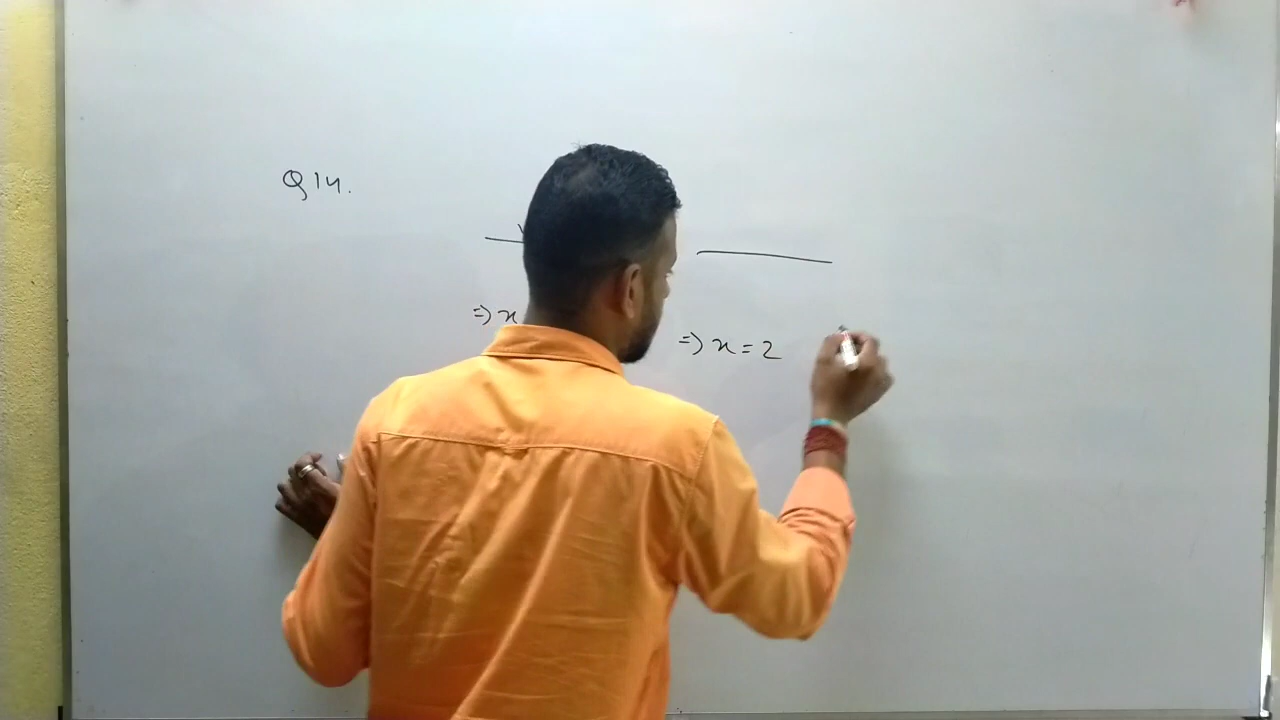 Q14.
=> x
=> x = 2